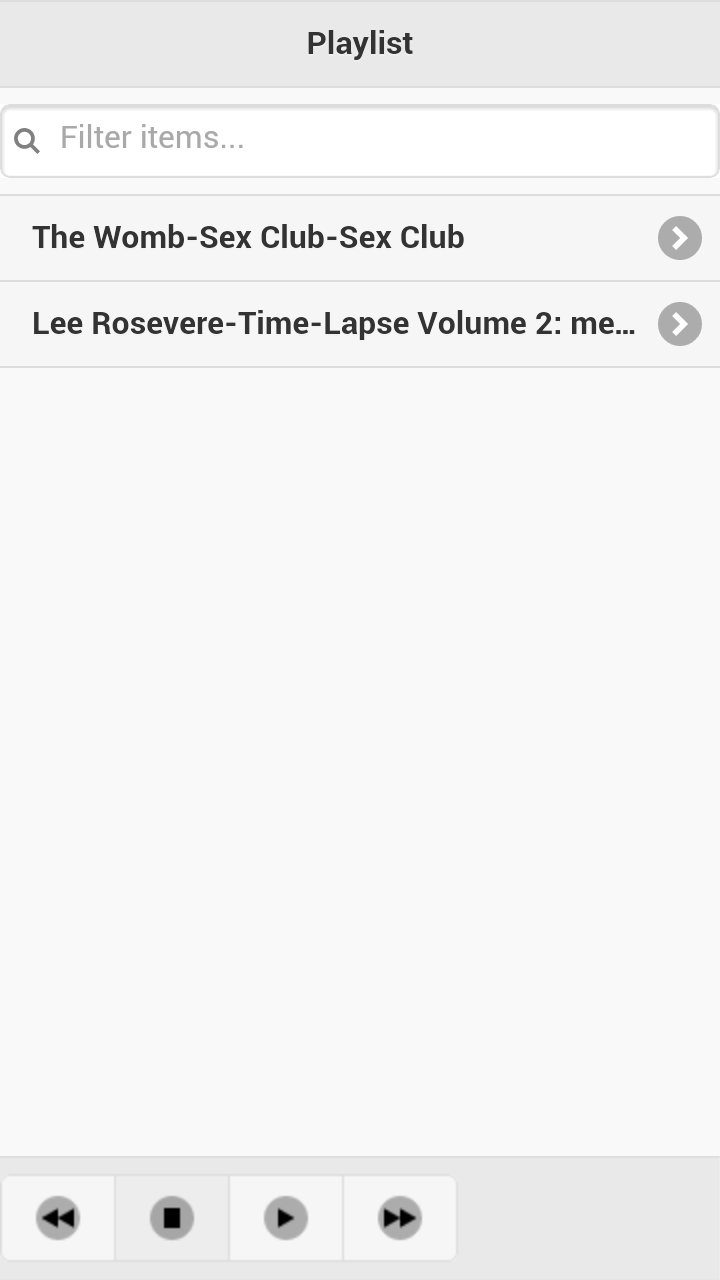 Playlist
Filter items...
The Womb-Sex Club-Sex Club
Lee Rosevere-Time-Lapse Volume 2: me...